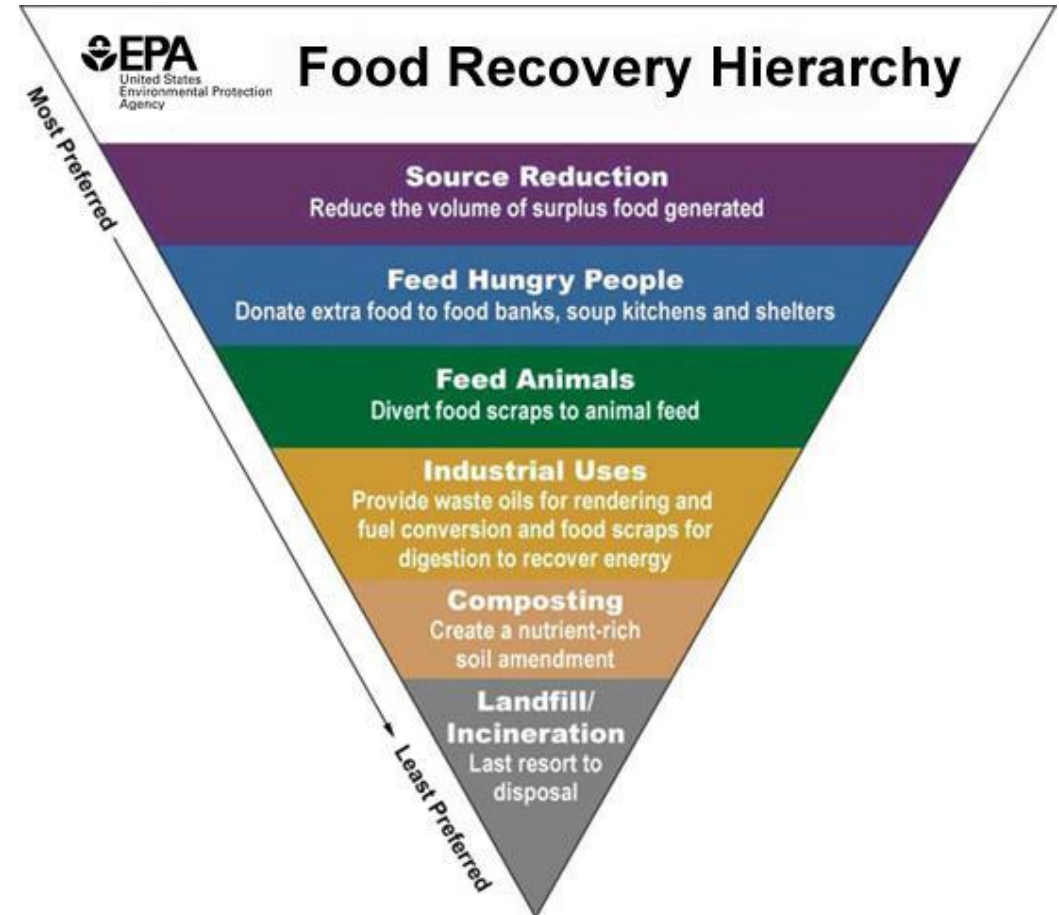 EPA
United States
Environmental Protection
Agency
Food Recovery Hierarchy
Most Preferred
Source Reduction
Reduce the volume of surplus food generated
Feed Hungry People
Donate extra food to food banks, soup kitchens and shelters
Feed Animals
Divert food scraps to animal feed
Industrial Uses
Provide waste oils for rendering and
fuel conversion and food scraps for
digestion to recover energy
Composting
Create a nutrient-rich
soil amendment
Landfill/
Incineration
Last resort to
disposal
Least Preferred